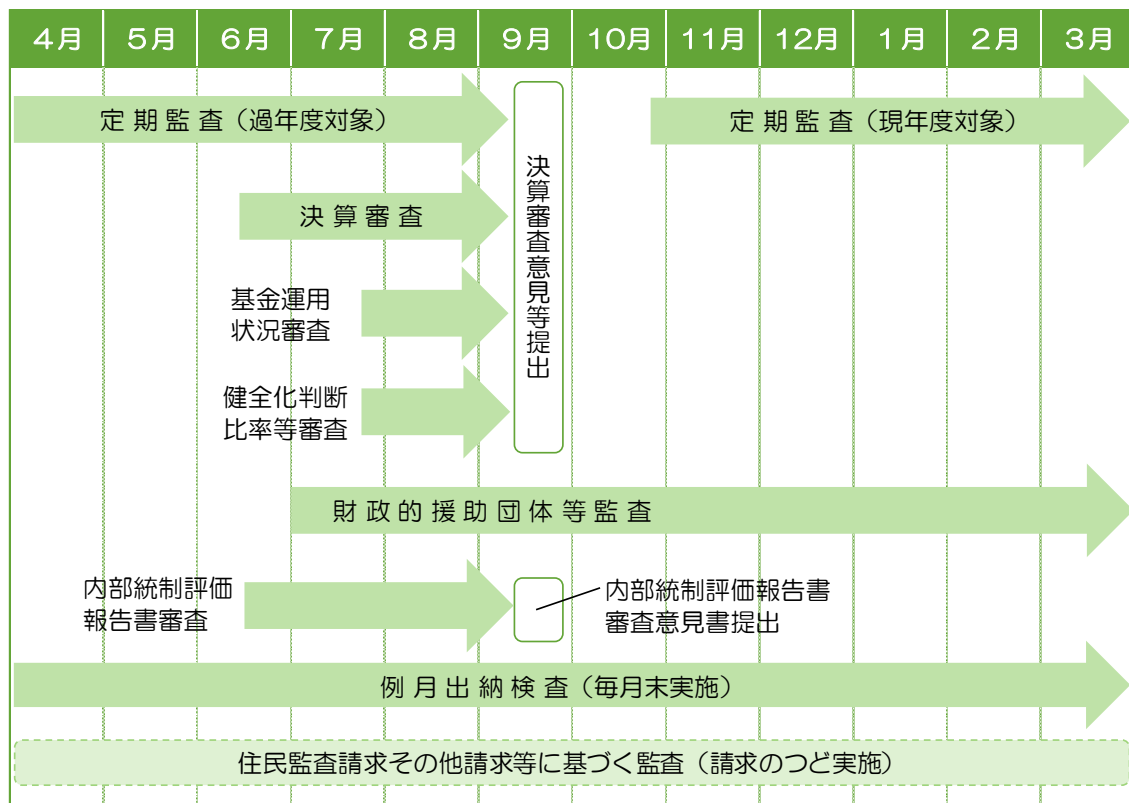 4月 5月 6月 7月 8月 9月 10月 11月 12月 1月 2月 3月
定期監査（過年度対象）
定期監査（現年度対象）
決算審査
決算審査意見等提出
基金運用
状況審査
健全化判断
比率等審査
財政的援助団体等監査
内部統制評価
報告書審査
内部統制評価報告書
審査意見書提出
例月出納検査（毎月末実施）
住民監査請求その他請求等に基づく監査（請求のつど実施）